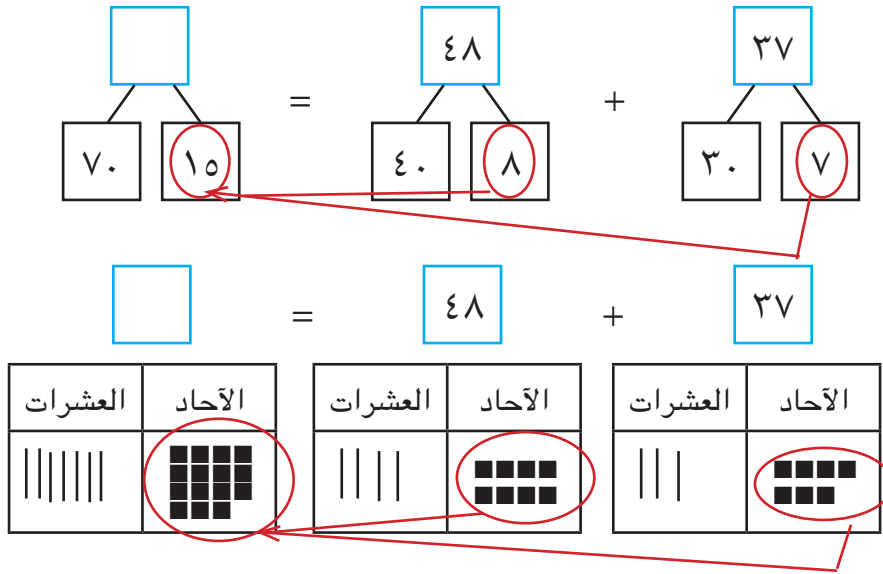 ٣٧ + ٤٨ =
٧ ٣٠ ٨ ٤٠ ١٥ ٧٠
٣٧ + ٤٨ =
الآحاد العشرات الآحاد العشرات الآحاد العشرات